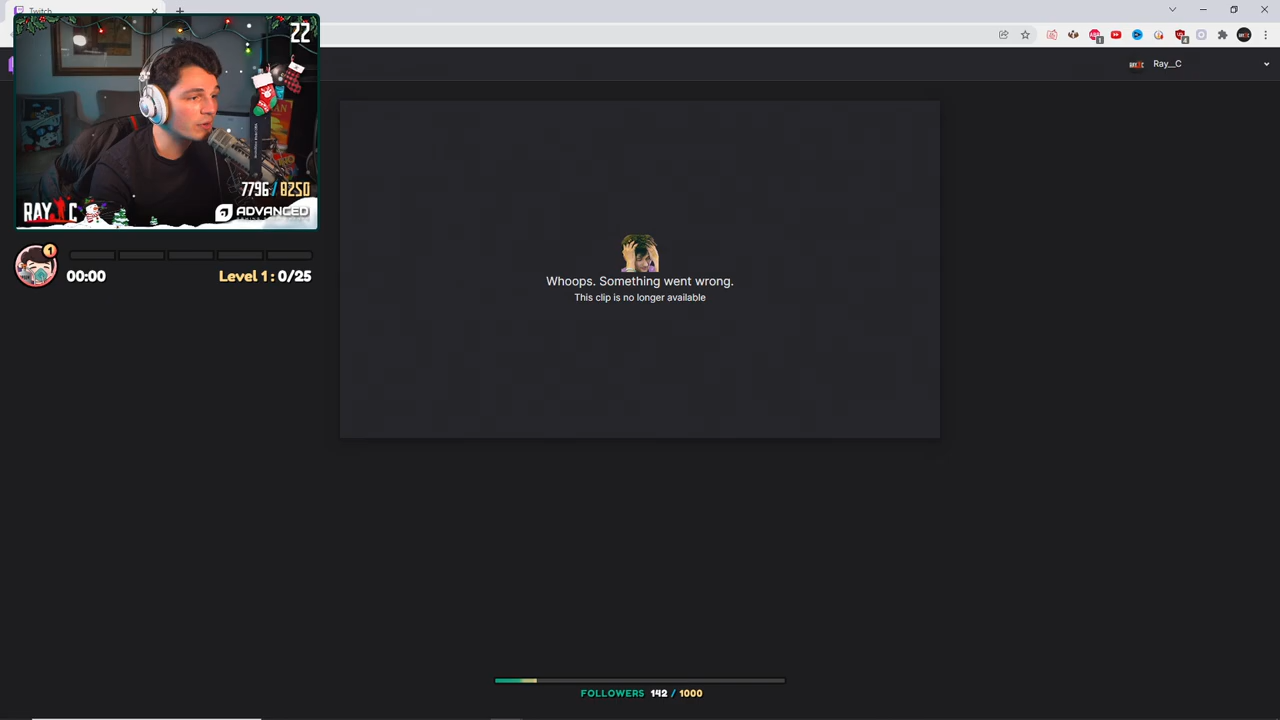 Twitch
22
Ray__C
7796 / 8250
RAY C
ADVANCED
1
00:00
Level 1 : 0/25
Whoops. Something went wrong.
This clip is no longer available
FOLLOWERS 142 / 1000